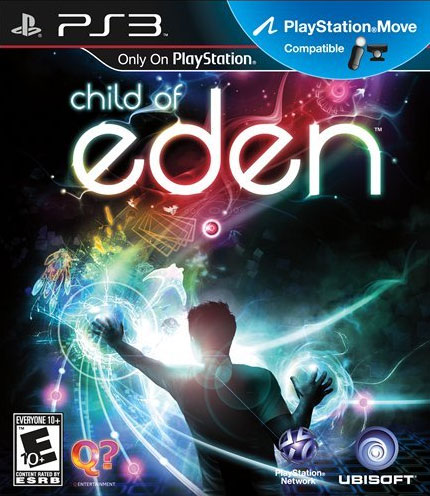 PS3
PlayStation®Move
Compatible
Only On PlayStation®
child of
eden™
EVERYONE 10+
E
10+
CONTENT RATED BY
ESRB
Q?
Q ENTERTAINMENT
PlayStation®
Network
UBISOFT